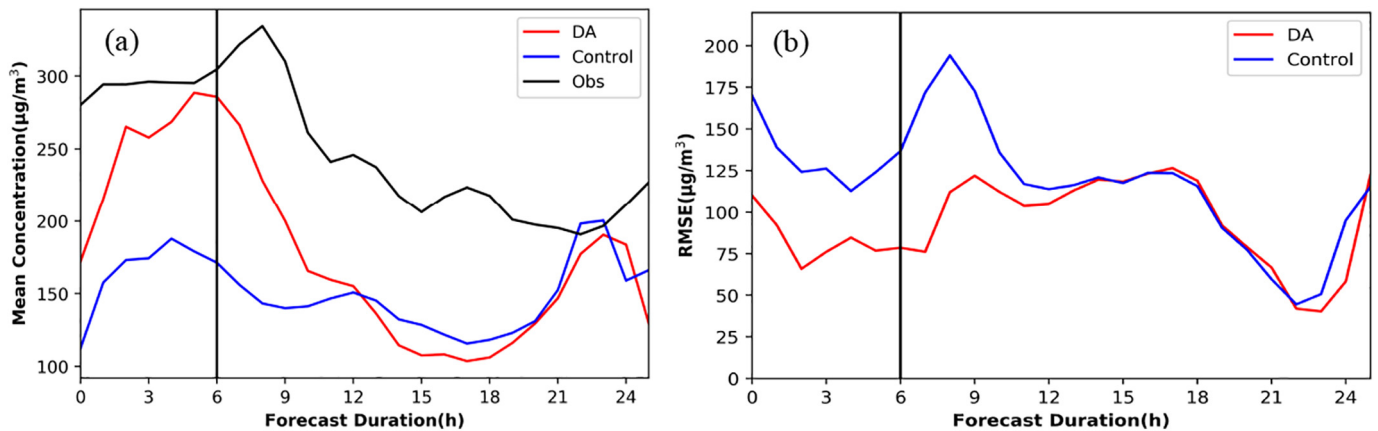 (a)
DA
Control
Obs
Mean Concentration(μg/m³)
300
250
200
150
100
0 3 6 9 12 15 18 21 24
Forecast Duration(h)
(b)
DA
Control
RMSE(μg/m³)
200
175
150
125
100
75
50
25
0
0 3 6 9 12 15 18 21 24
Forecast Duration(h)